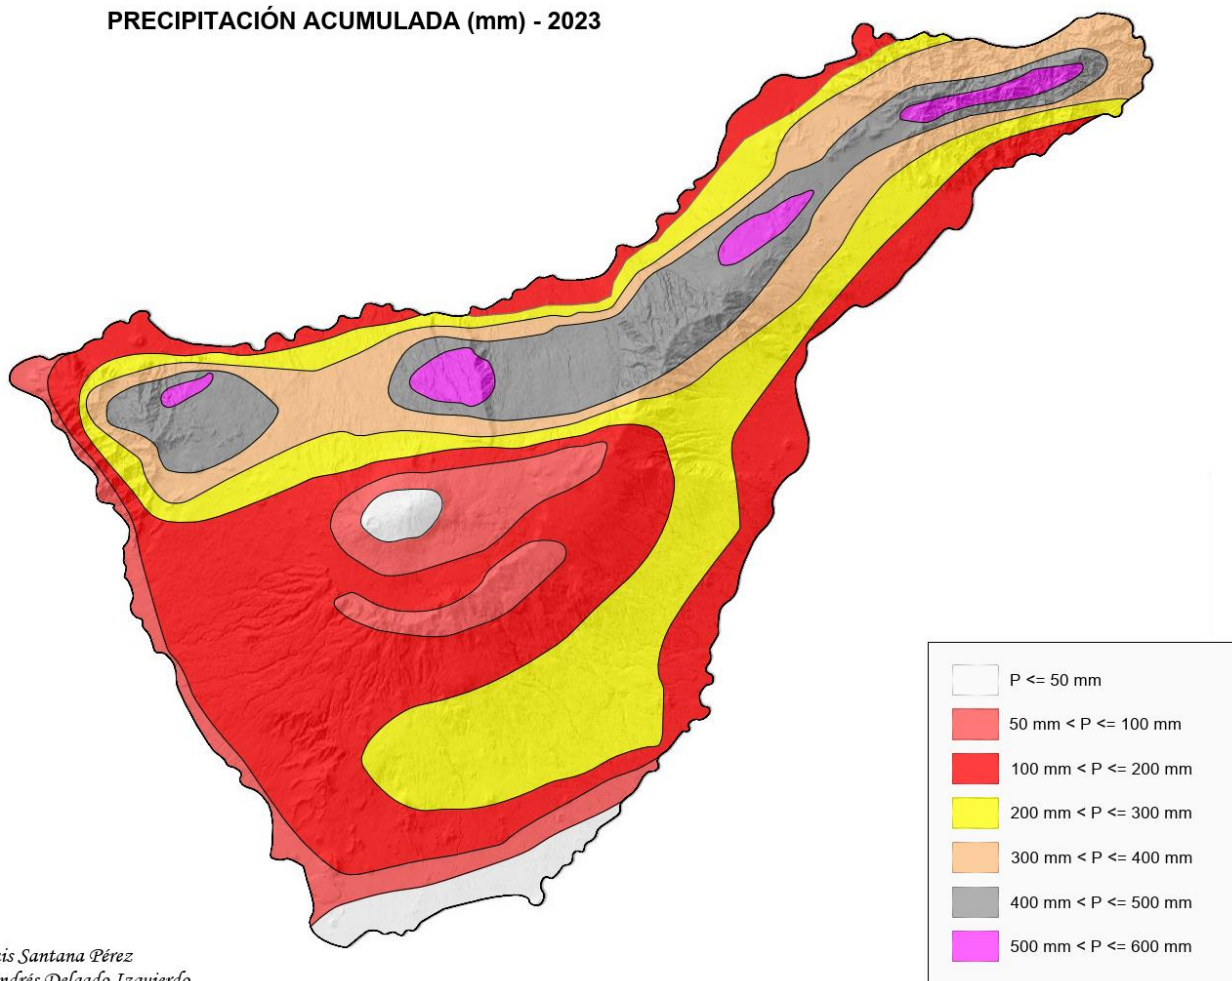 PRECIPITACIÓN ACUMULADA (mm) - 2023
P <= 50 mm
50 mm < P <= 100 mm
100 mm < P <= 200 mm
200 mm < P <= 300 mm
300 mm < P <= 400 mm
400 mm < P <= 500 mm
500 mm < P <= 600 mm
Santana Pérez
Delgado Izquierdo